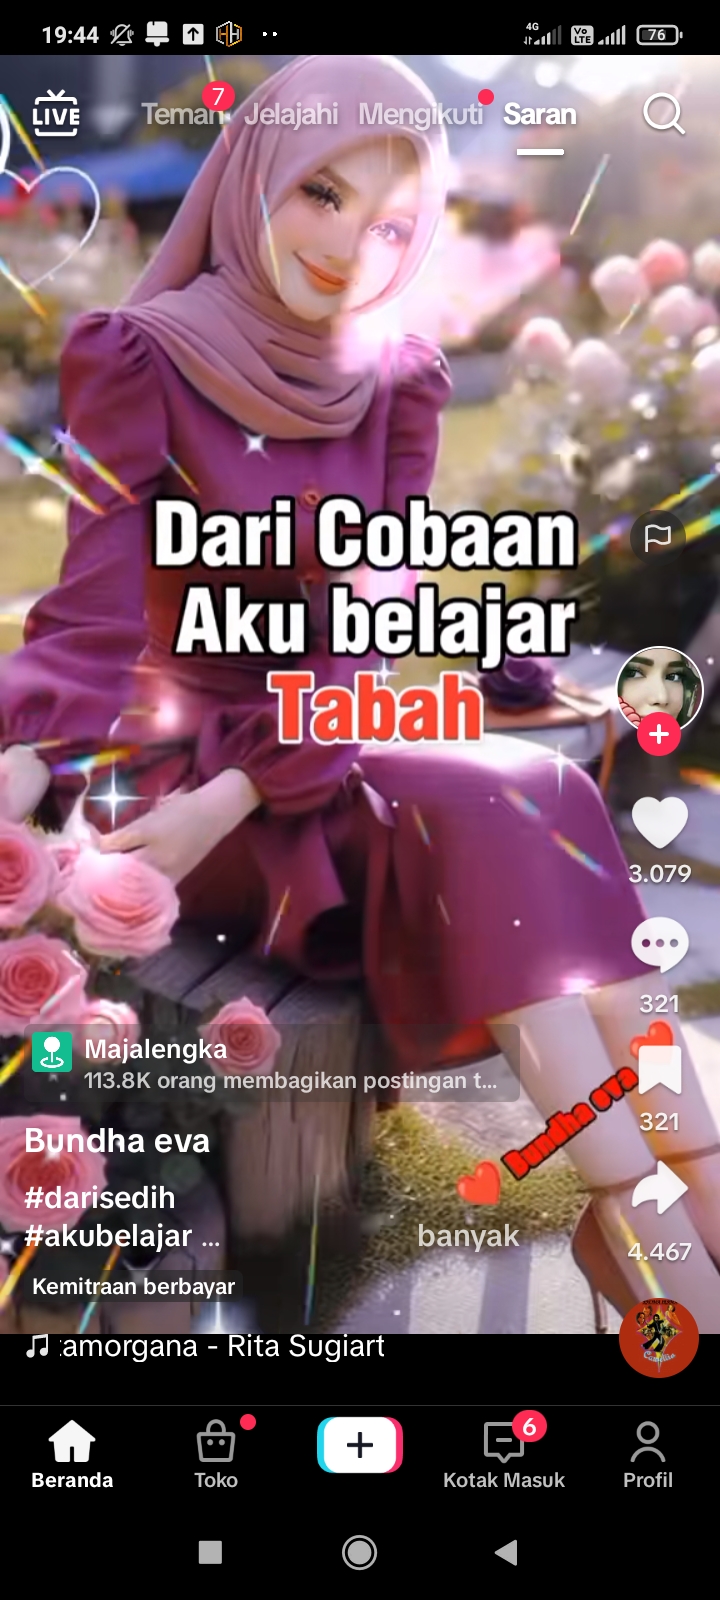 19:44
4G
Vo
LTE
76
LIVE
Teman
7
Jelajahi
Mengikuti
Saran
Dari Cobaan
Aku belajar
Tabah
3.079
321
321
4.467
Majalengka
113.8K orang membagikan postingan t...
Bundha eva
Bundha eva
#darisedih
#akubelajar ...
banyak
Kemitraan berbayar
amorgana - Rita Sugiart
Beranda
Toko
Kotak Masuk
6
Profil